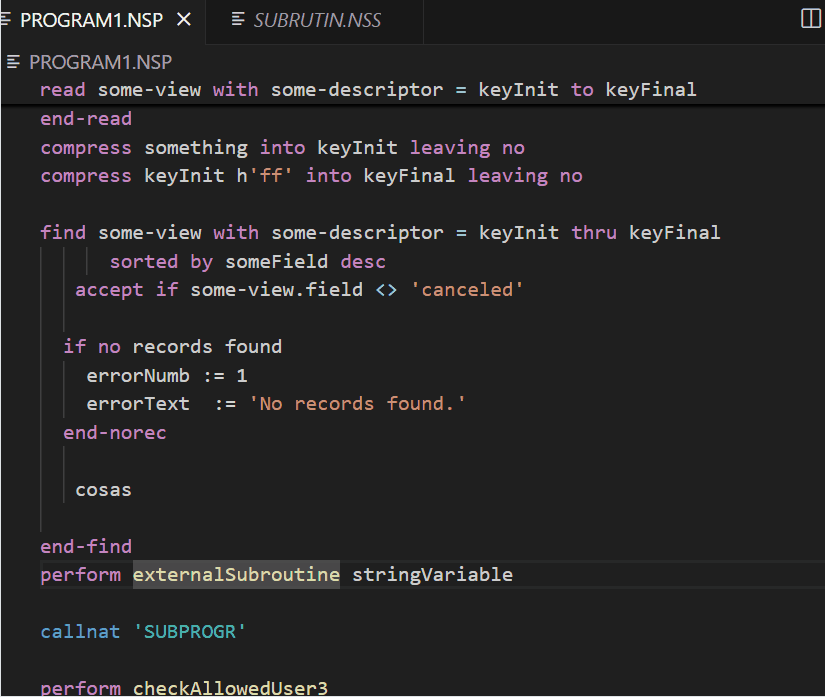 PROGRAM1.NSP × SUBRUTIN.NSS
PROGRAM1.NSP
read some-view with some-descriptor = keyInit to keyFinal
end-read
compress something into keyInit leaving no
compress keyInit h'ff' into keyFinal leaving no
find some-view with some-descriptor = keyInit thru keyFinal
sorted by someField desc
accept if some-view.field <> 'canceled'
if no records found
errorNumb := 1
errorText := 'No records found.'
end-norec
cosas
end-find
perform externalSubroutine stringVariable
callnat 'SUBPROGR'
perform checkAllowedUser3